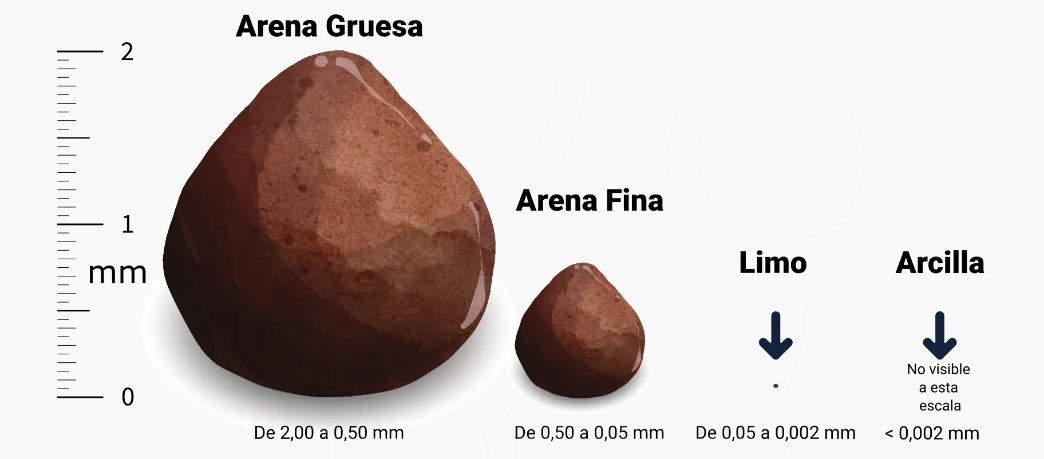 Arena Gruesa
2
1
mm
0
De 2,00 a 0,50 mm
Arena Fina
De 0,50 a 0,05 mm
Limo
De 0,05 a 0,002 mm
Arcilla
No visible
a esta
escala
< 0,002 mm